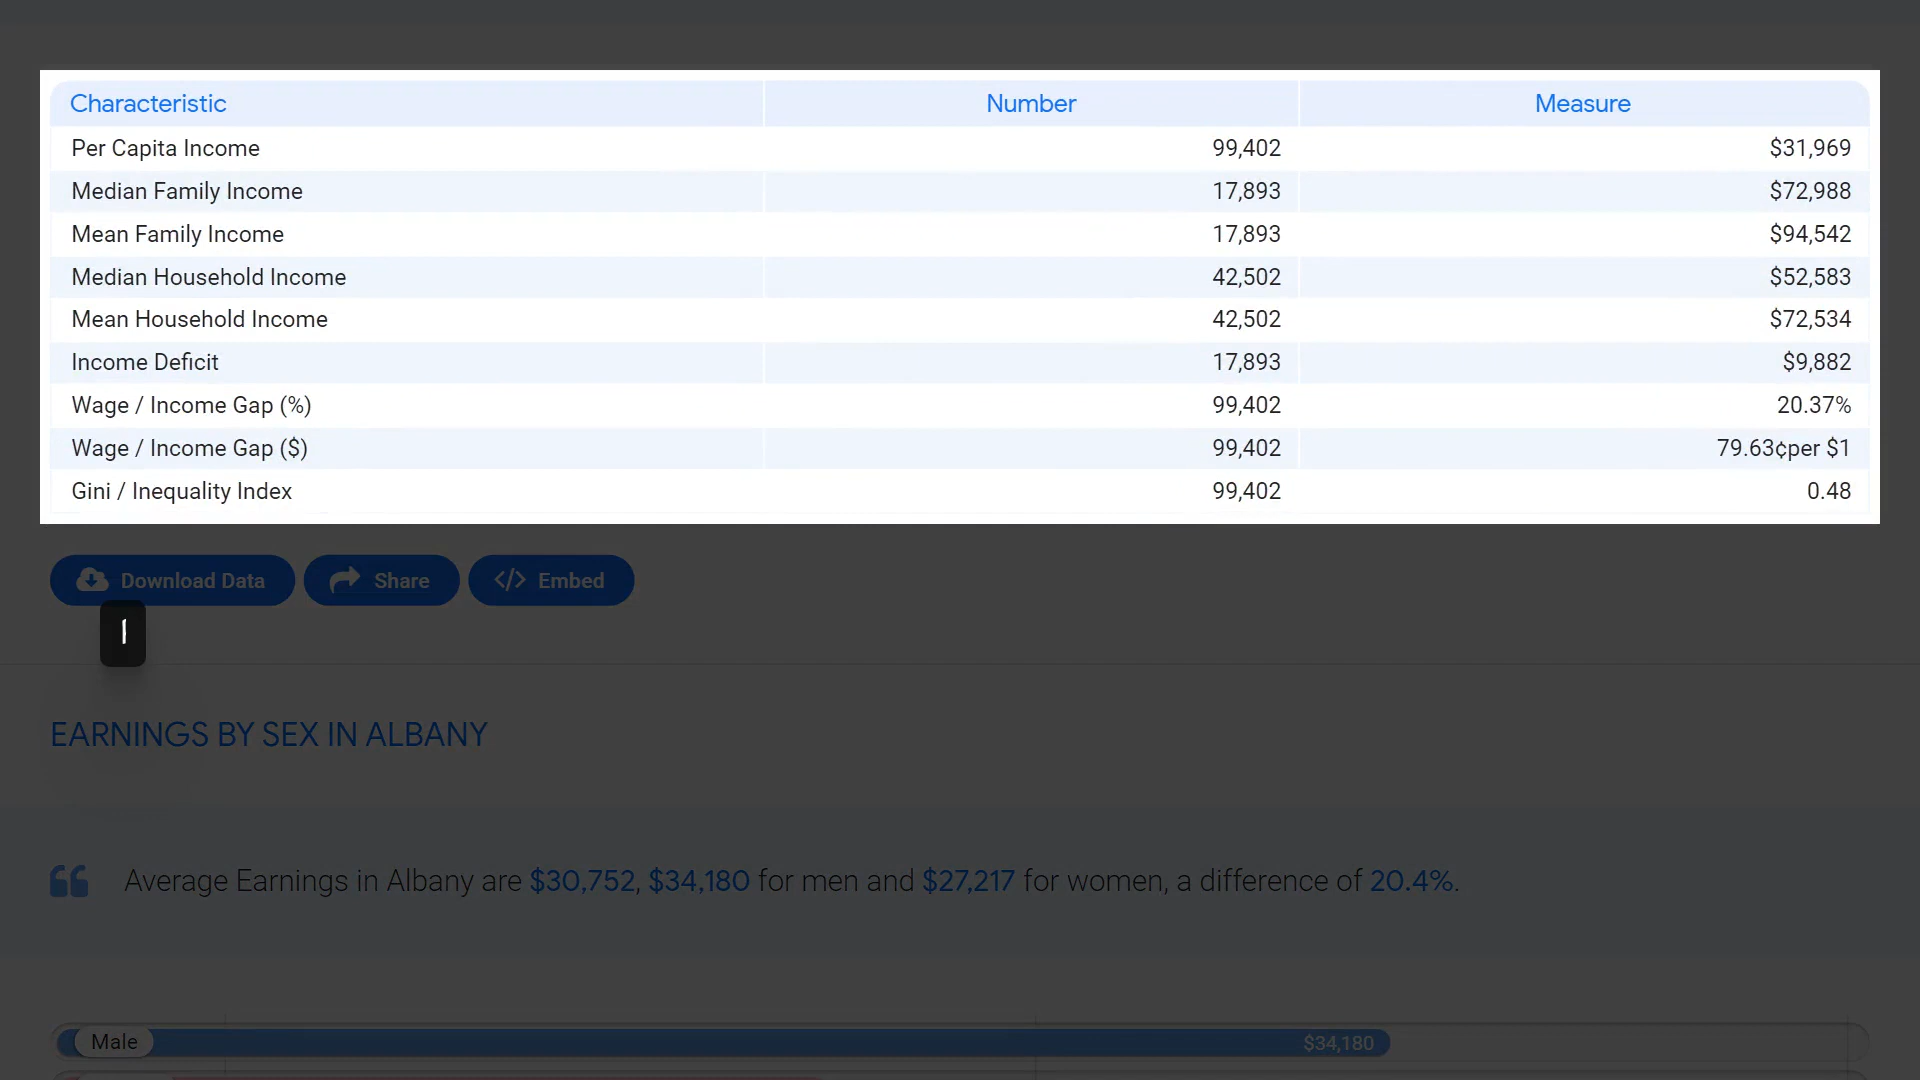 Characteristic Number Measure
Per Capita Income 99,402 $31,969
Median Family Income 17,893 $72,988
Mean Family Income 17,893 $94,542
Median Household Income 42,502 $52,583
Mean Household Income 42,502 $72,534
Income Deficit 17,893 $9,882
Wage / Income Gap (%) 99,402 20.37%
Wage / Income Gap ($) 99,402 79.63¢per $1
Gini / Inequality Index 99,402 0.48
Download Data Share </> Embed
EARNINGS BY SEX IN ALBANY
Average Earnings in Albany are $30,752, $34,180 for men and $27,217 for women, a difference of 20.4%.
Male $34,180